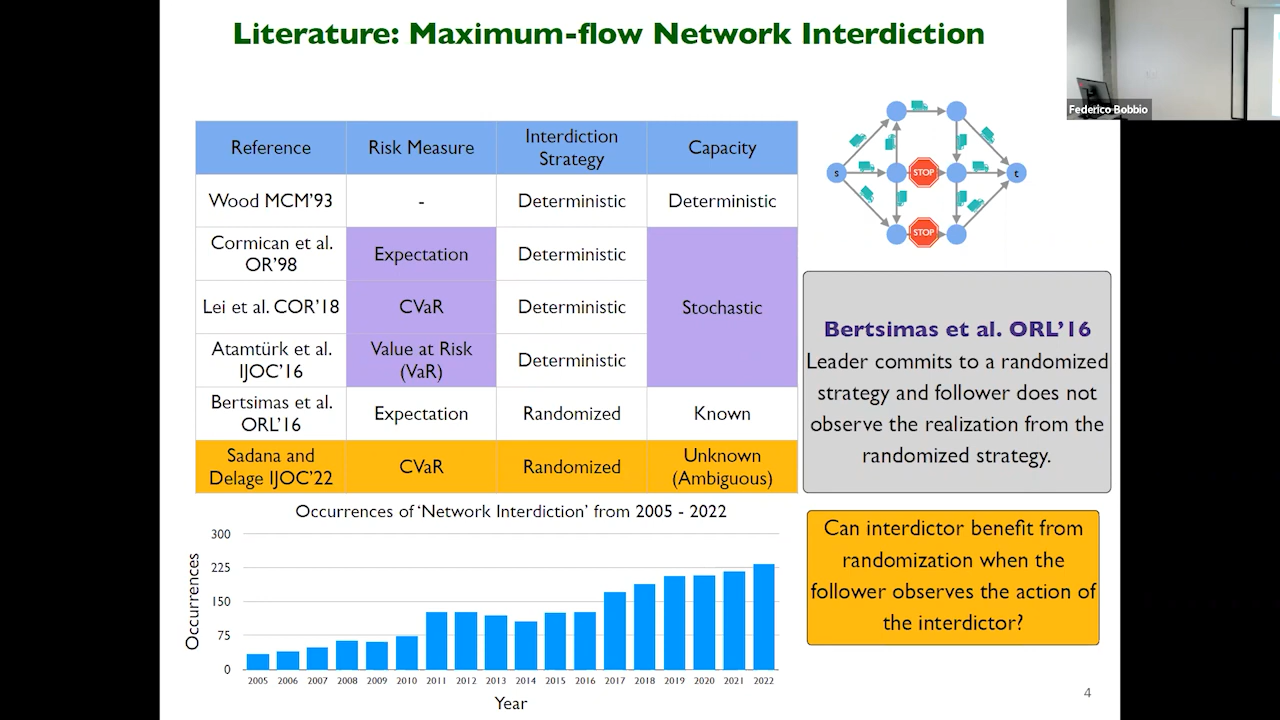 Literature: Maximum-flow Network Interdiction
Federico Bobbio
Reference Risk Measure Interdiction Strategy Capacity
Wood MCM'93 - Deterministic Deterministic
Cormican et al. OR'98 Expectation Deterministic
Lei et al. COR'18 CVaR Deterministic Stochastic
Atamtürk et al. IJOC'16 Value at Risk (VaR) Deterministic
Bertsimas et al. ORL'16 Expectation Randomized Known
Sadana and Delage IJOC'22 CVaR Randomized Unknown (Ambiguous)
s
STOP
t
STOP
Bertsimas et al. ORL'16
Leader commits to a randomized
strategy and follower does not
observe the realization from the
randomized strategy.
Occurrences of 'Network Interdiction' from 2005 - 2022
300
225
150
75
0
Occurrences
2005 2006 2007 2008 2009 2010 2011 2012 2013 2014 2015 2016 2017 2018 2019 2020 2021 2022
Year
Can interdictor benefit from
randomization when the
follower observes the action of
the interdictor?
4